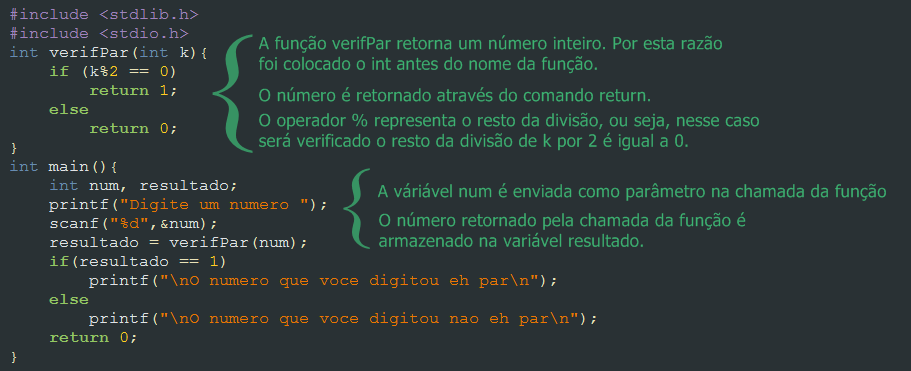 #include <stdlib.h>
#include <stdio.h>
int verifPar(int k){
    if (k%2 == 0)
        return 1;
    else
        return 0;
}
A função verifPar retorna um número inteiro. Por esta razão
foi colocado o int antes do nome da função.
O número é retornado através do comando return.
O operador % representa o resto da divisão, ou seja, nesse caso
será verificado o resto da divisão de k por 2 é igual a 0.
int main(){
    int num, resultado;
    printf("Digite um numero ");
    scanf("%d",&num);
    resultado = verifPar(num);
    if(resultado == 1)
        printf("\nO numero que voce digitou eh par\n");
    else
        printf("\nO numero que voce digitou nao eh par\n");
    return 0;
}
A váriável num é enviada como parâmetro na chamada da função
O número retornado pela chamada da função é
armazenado na variável resultado.